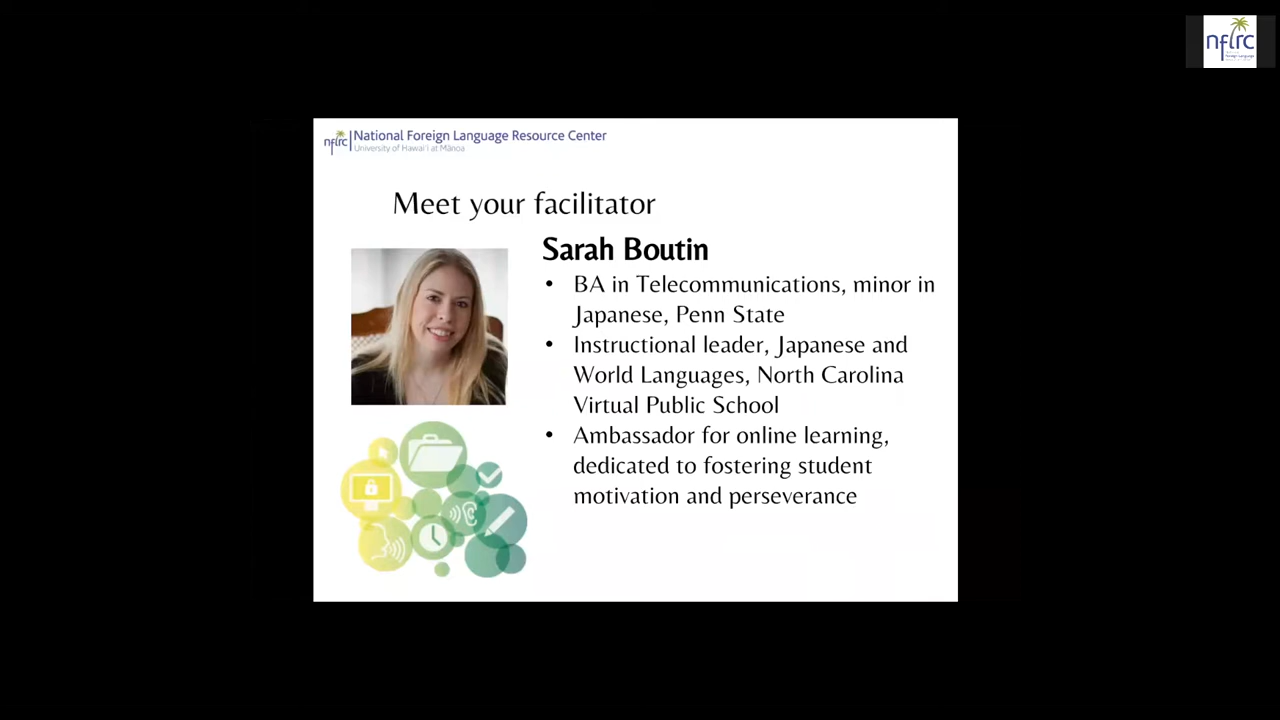 nflrc
nflrc National Foreign Language Resource Center
University of Hawai'i at Mānoa
Meet your facilitator
Sarah Boutin
• BA in Telecommunications, minor in
Japanese, Penn State
• Instructional leader, Japanese and
World Languages, North Carolina
Virtual Public School
• Ambassador for online learning,
dedicated to fostering student
motivation and perseverance